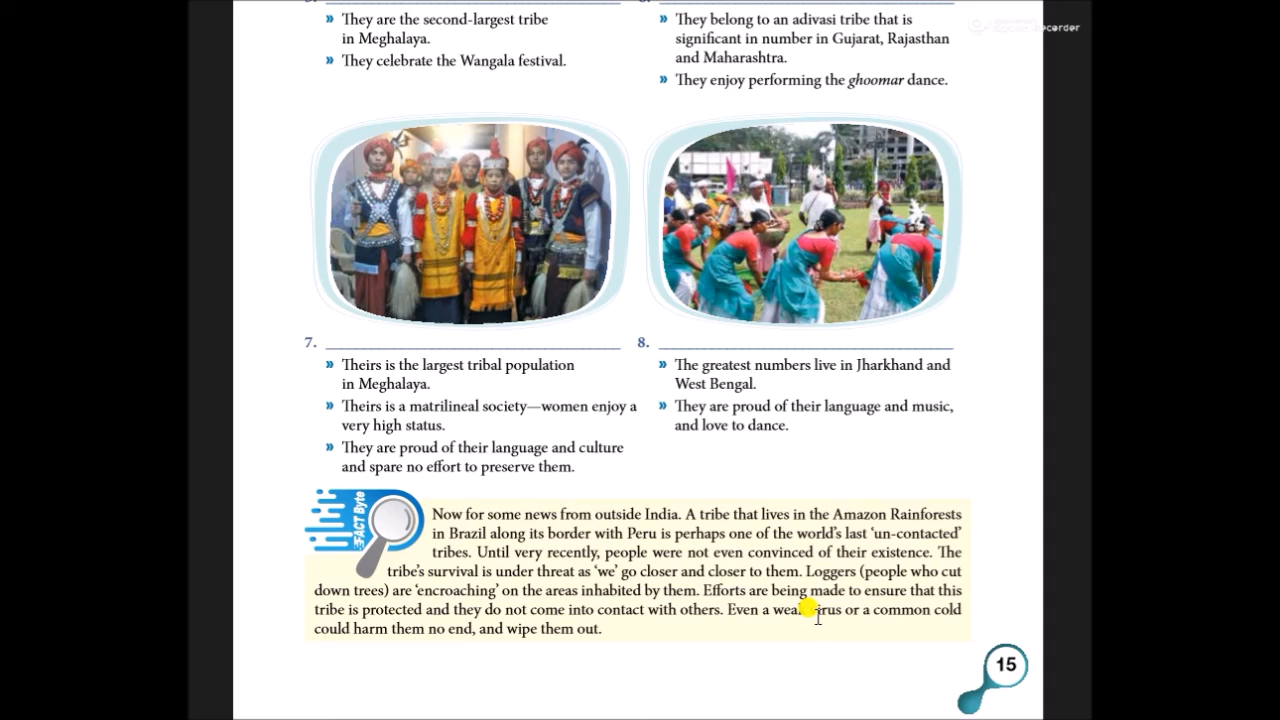 » They are the second-largest tribe
in Meghalaya.
» They celebrate the Wangala festival.
» They belong to an adivasi tribe that is
significant in number in Gujarat, Rajasthan
and Maharashtra.
» They enjoy performing the ghoomar dance.
7.
» Theirs is the largest tribal population
in Meghalaya.
» Theirs is a matrilineal society—women enjoy a
very high status.
» They are proud of their language and culture
and spare no effort to preserve them.
8.
» The greatest numbers live in Jharkhand and
West Bengal.
» They are proud of their language and music,
and love to dance.
FACT Byte
Now for some news from outside India. A tribe that lives in the Amazon Rainforests
in Brazil along its border with Peru is perhaps one of the world's last 'un-contacted'
tribes. Until very recently, people were not even convinced of their existence. The
tribe's survival is under threat as 'we' go closer and closer to them. Loggers (people who cut
down trees) are 'encroaching' on the areas inhabited by them. Efforts are being made to ensure that this
tribe is protected and they do not come into contact with others. Even a weak virus or a common cold
could harm them no end, and wipe them out.
15